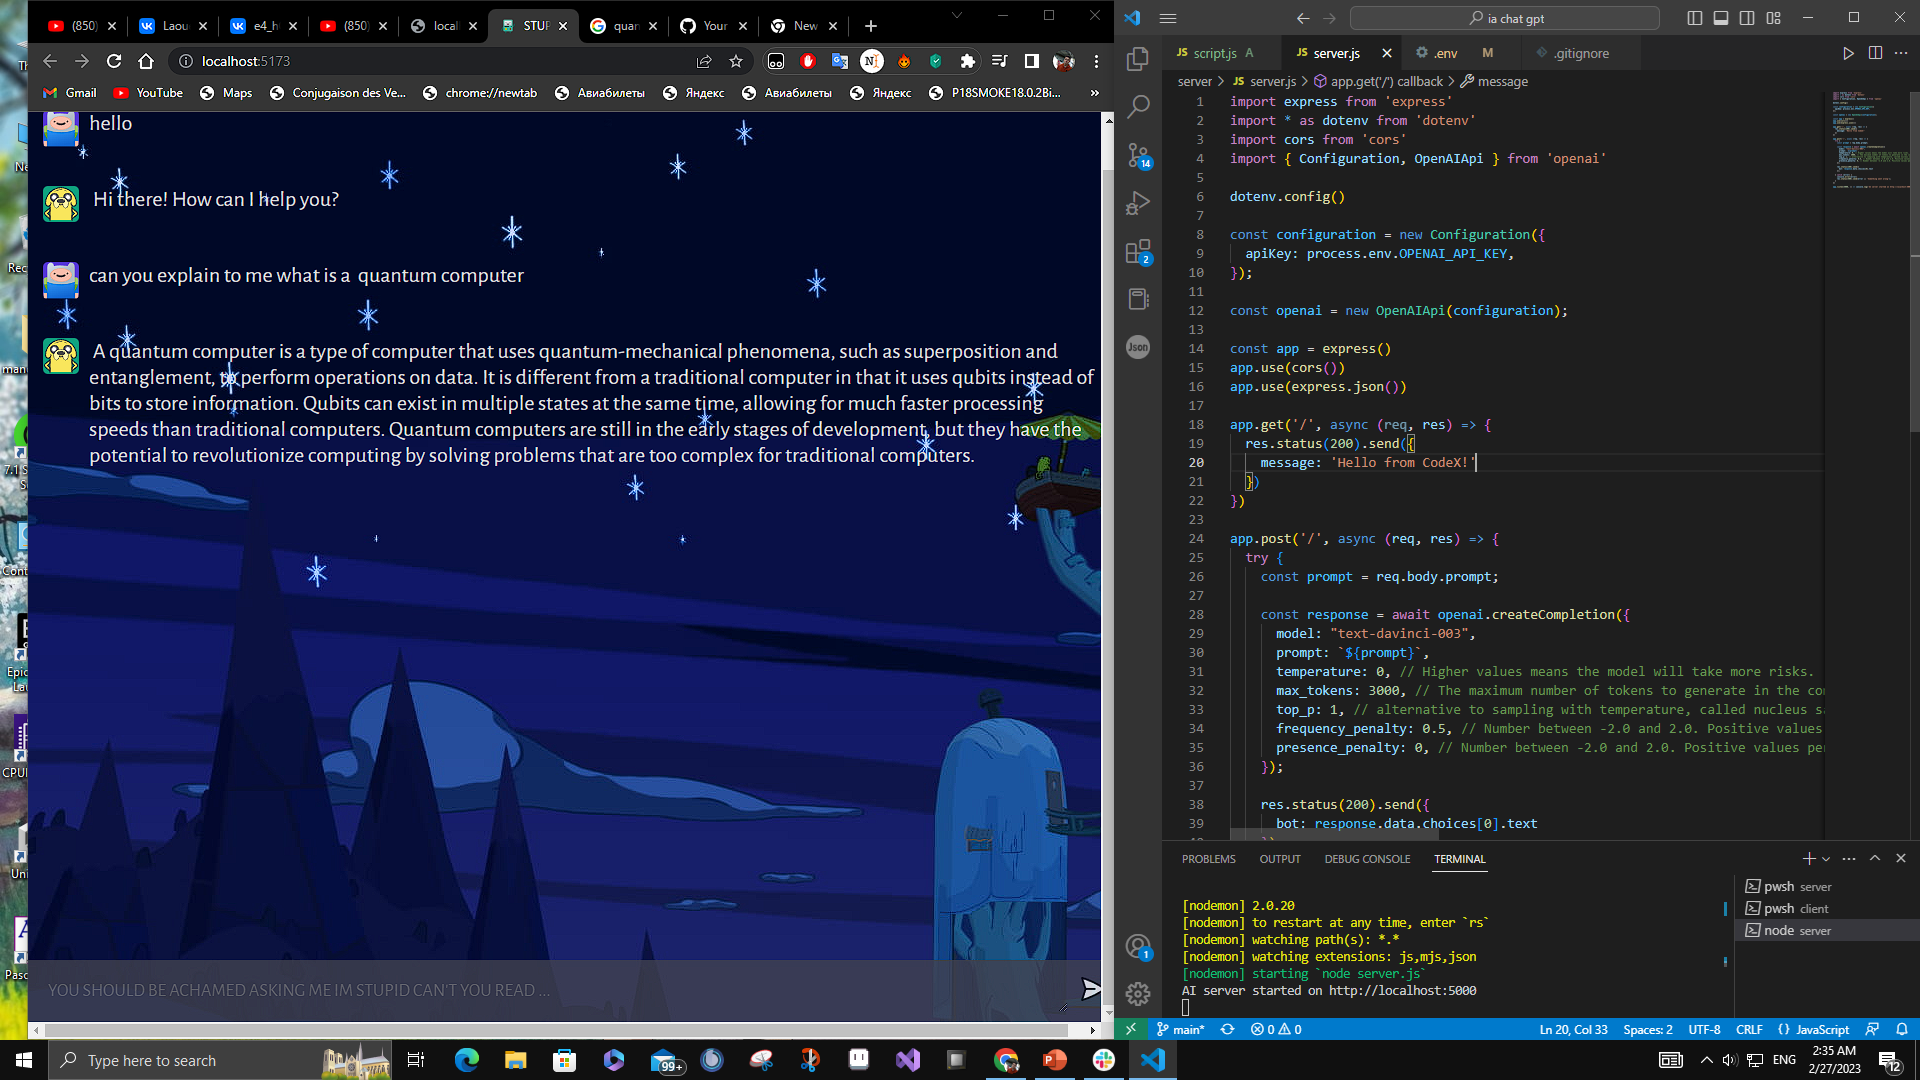 (850)
Laou
e4_h
(850)
local
STUP
quan
Your
New
localhost:5173
Gmail
YouTube
Maps
Conjugaison des Ve...
chrome://newtab
Авиабилеты
Яндекс
Авиабилеты
Яндекс
P18SMOKE18.0.2Bi...
»
hello
Hi there! How can I help you?
can you explain to me what is a quantum computer
A quantum computer is a type of computer that uses quantum-mechanical phenomena, such as superposition and
entanglement, to perform operations on data. It is different from a traditional computer in that it uses qubits instead of
bits to store information. Qubits can exist in multiple states at the same time, allowing for much faster processing
speeds than traditional computers. Quantum computers are still in the early stages of development, but they have the
potential to revolutionize computing by solving problems that are too complex for traditional computers.
YOU SHOULD BE ACHAMED ASKING ME IM STUPID CAN'T YOU READ ...
ia chat gpt
JS script.js A
JS server.js
.env M
.gitignore
server > JS server.js > app.get('/') callback > message
1 import express from 'express'
2 import * as dotenv from 'dotenv'
3 import cors from 'cors'
4 import { Configuration, OpenAIApi } from 'openai'
5
6 dotenv.config()
7
8 const configuration = new Configuration({
9 apiKey: process.env.OPENAI_API_KEY,
10 });
11
12 const openai = new OpenAIApi(configuration);
13
14 const app = express()
15 app.use(cors())
16 app.use(express.json())
17
18 app.get('/', async (req, res) => {
19 res.status(200).send({
20 message: 'Hello from CodeX!'
21 })
22 })
23
24 app.post('/', async (req, res) => {
25 try {
26 const prompt = req.body.prompt;
27
28 const response = await openai.createCompletion({
29 model: "text-davinci-003",
30 prompt: `${prompt}`,
31 temperature: 0, // Higher values means the model will take more risks.
32 max_tokens: 3000, // The maximum number of tokens to generate in the co
33 top_p: 1, // alternative to sampling with temperature, called nucleus s
34 frequency_penalty: 0.5, // Number between -2.0 and 2.0. Positive values
35 presence_penalty: 0, // Number between -2.0 and 2.0. Positive values pe
36 });
37
38 res.status(200).send({
39 bot: response.data.choices[0].text
14
2
Json
1
PROBLEMS OUTPUT DEBUG CONSOLE TERMINAL
[nodemon] 2.0.20
[nodemon] to restart at any time, enter `rs`
[nodemon] watching path(s): *.*
[nodemon] watching extensions: js,mjs,json
[nodemon] starting `node server.js`
AI server started on http://localhost:5000
pwsh server
pwsh client
node server
main* 0 0 Ln 20, Col 33 Spaces: 2 UTF-8 CRLF {} JavaScript
Type here to search
99+
ENG
2:35 AM
2/27/2023
12